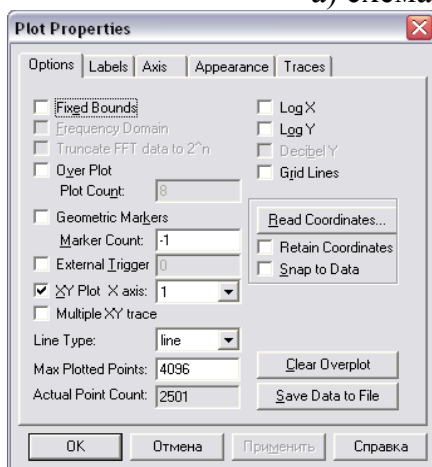 а) схема
Plot Properties
Options Labels Axis Appearance Traces
Fixed Bounds
Frequency Domain
Truncate FFT data to 2^n
Over Plot
Plot Count: 8
Geometric Markers
Marker Count: -1
External Trigger 0
XY Plot X axis: 1
Multiple XY trace
Line Type: line
Max Plotted Points: 4096
Actual Point Count: 2501
Log X
Log Y
Decibel Y
Grid Lines
Read Coordinates...
Retain Coordinates
Snap to Data
Clear Overplot
Save Data to File
OK Отмена Применить Справка